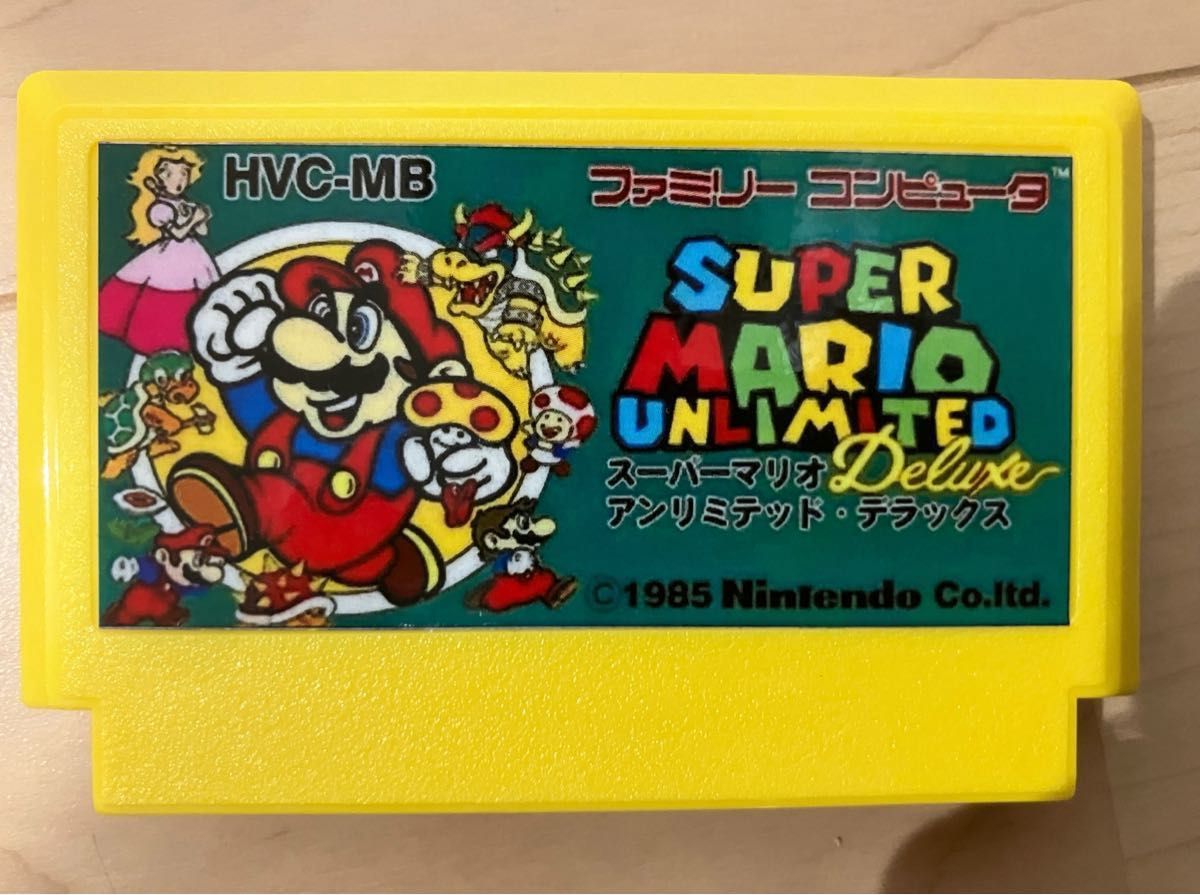 HVC-MB
ファミリー コンピュータ™
SUPER
MARIO
UNLIMITED
Deluxe
スーパーマリオ
アンリミテッド・デラックス
©1985 Nintendo Co.ltd.
M